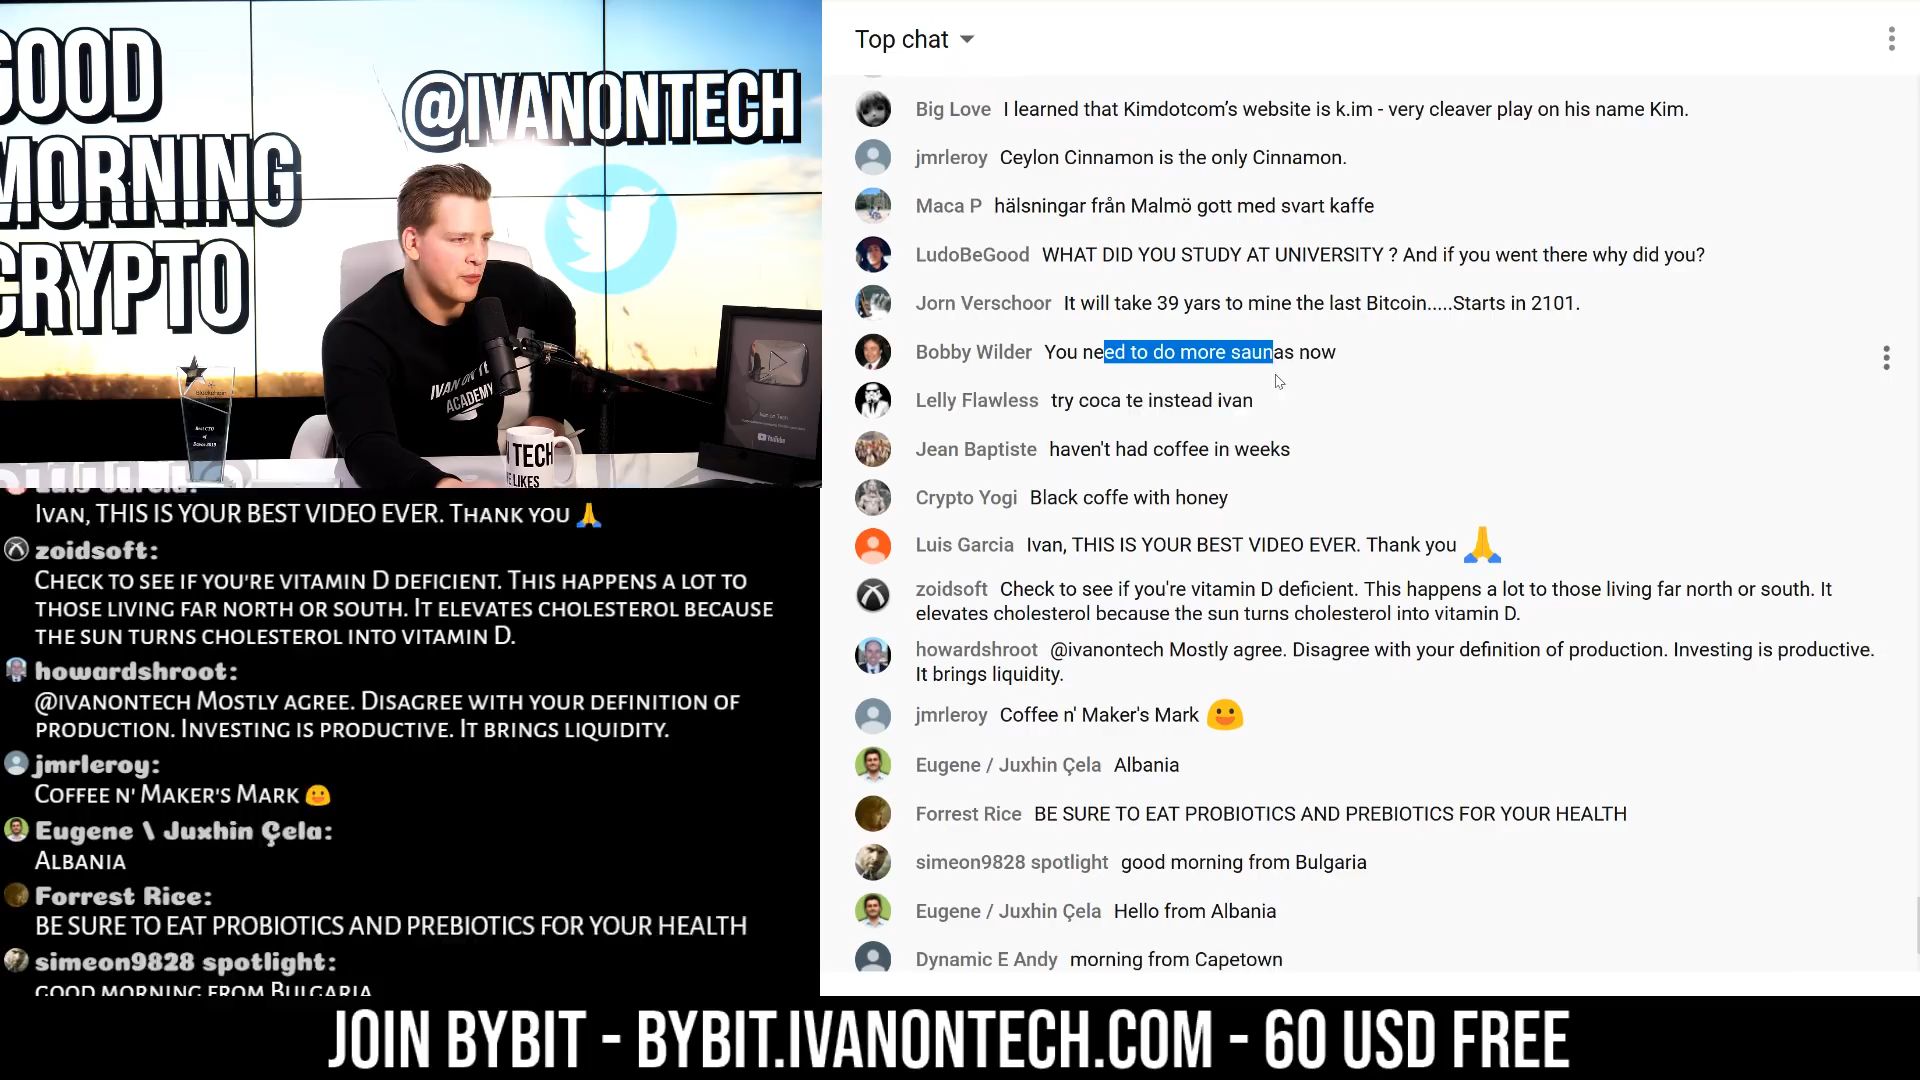 GOOD
MORNING
CRYPTO
@IVANONTECH
ACADEMY
Best CTO
of
YouTube
N TECH
E LIKES
IVAN, THIS IS YOUR BEST VIDEO EVER. THANK YOU 🙏
zoidsoft:
CHECK TO SEE IF YOU'RE VITAMIN D DEFICIENT. THIS HAPPENS A LOT TO
THOSE LIVING FAR NORTH OR SOUTH. IT ELEVATES CHOLESTEROL BECAUSE
THE SUN TURNS CHOLESTEROL INTO VITAMIN D.
howardshroot:
@IVANONTECH MOSTLY AGREE. DISAGREE WITH YOUR DEFINITION OF
PRODUCTION. INVESTING IS PRODUCTIVE. IT BRINGS LIQUIDITY.
jmrleroy:
COFFEE N' MAKER'S MARK 😃
Eugene \ Juxhin Çela:
ALBANIA
Forrest Rice:
BE SURE TO EAT PROBIOTICS AND PREBIOTICS FOR YOUR HEALTH
simeon9828 spotlight:
GOOD MORNING FROM BULGARIA
Top chat
Big Love I learned that Kimdotcom’s website is k.im - very cleaver play on his name Kim.
jmrleroy Ceylon Cinnamon is the only Cinnamon.
Maca P hälsningar från Malmö gott med svart kaffe
LudoBeGood WHAT DID YOU STUDY AT UNIVERSITY ? And if you went there why did you?
Jorn Verschoor It will take 39 yars to mine the last Bitcoin.....Starts in 2101.
Bobby Wilder You need to do more saunas now
Lelly Flawless try coca te instead ivan
Jean Baptiste haven't had coffee in weeks
Crypto Yogi Black coffe with honey
Luis Garcia Ivan, THIS IS YOUR BEST VIDEO EVER. Thank you 🙏
zoidsoft Check to see if you're vitamin D deficient. This happens a lot to those living far north or south. It
elevates cholesterol because the sun turns cholesterol into vitamin D.
howardshroot @ivanontech Mostly agree. Disagree with your definition of production. Investing is productive.
It brings liquidity.
jmrleroy Coffee n' Maker's Mark 😃
Eugene / Juxhin Çela Albania
Forrest Rice BE SURE TO EAT PROBIOTICS AND PREBIOTICS FOR YOUR HEALTH
simeon9828 spotlight good morning from Bulgaria
Eugene / Juxhin Çela Hello from Albania
Dynamic E Andy morning from Capetown
JOIN BYBIT - BYBIT.IVANONTECH.COM - 60 USD FREE